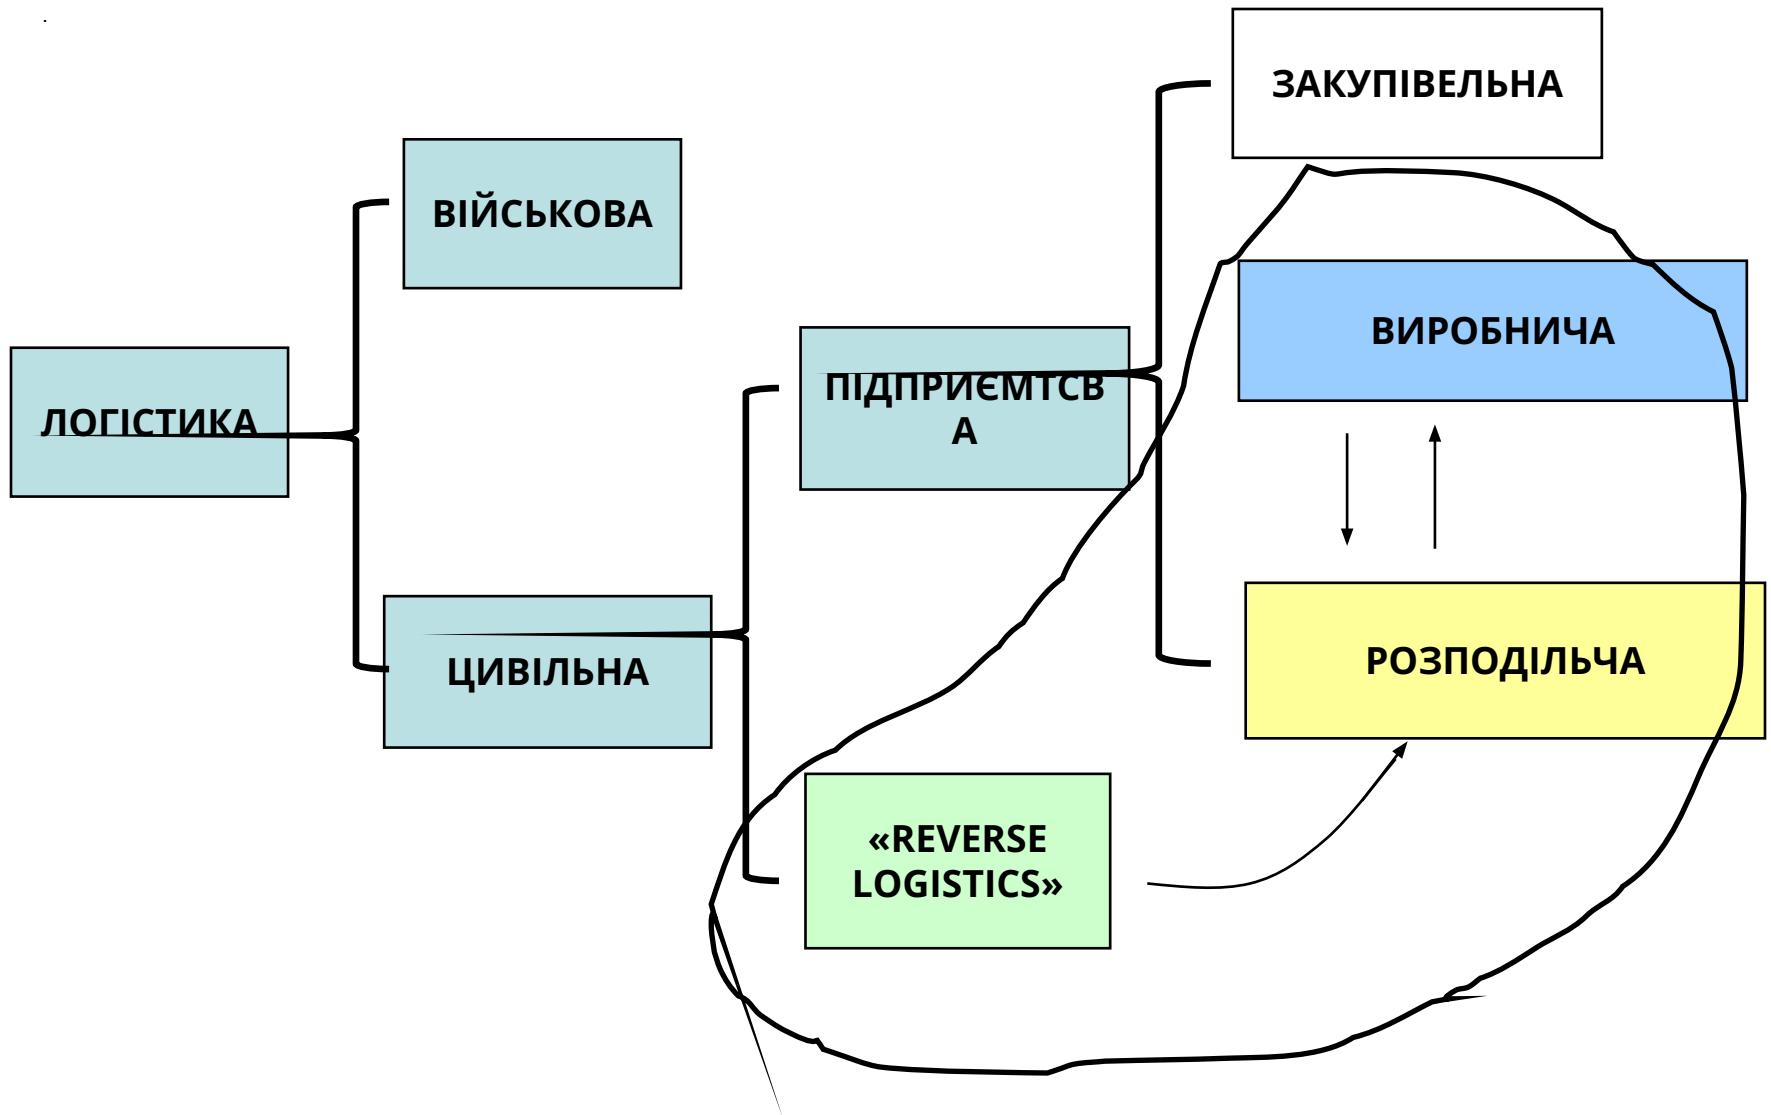 ЗАКУПІВЕЛЬНА
ВІЙСЬКОВА
ВИРОБНИЧА
ПІДПРИЄМТСВ
А
ЛОГІСТИКА
ЦИВІЛЬНА
РОЗПОДІЛЬЧА
«REVERSE
LOGISTICS»